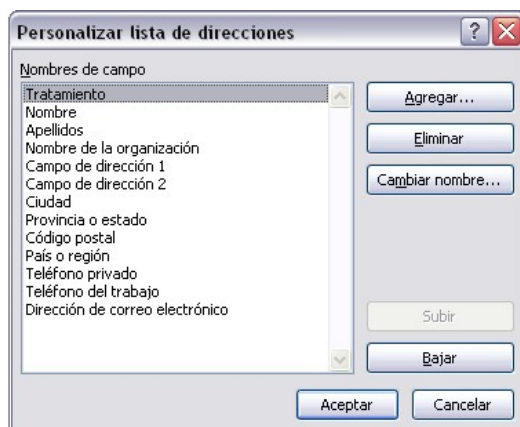 Personalizar lista de direcciones
Nombres de campo
Tratamiento
Nombre
Apellidos
Nombre de la organización
Campo de dirección 1
Campo de dirección 2
Ciudad
Provincia o estado
Código postal
País o región
Teléfono privado
Teléfono del trabajo
Dirección de correo electrónico
Agregar...
Eliminar
Cambiar nombre...
Subir
Bajar
Aceptar
Cancelar